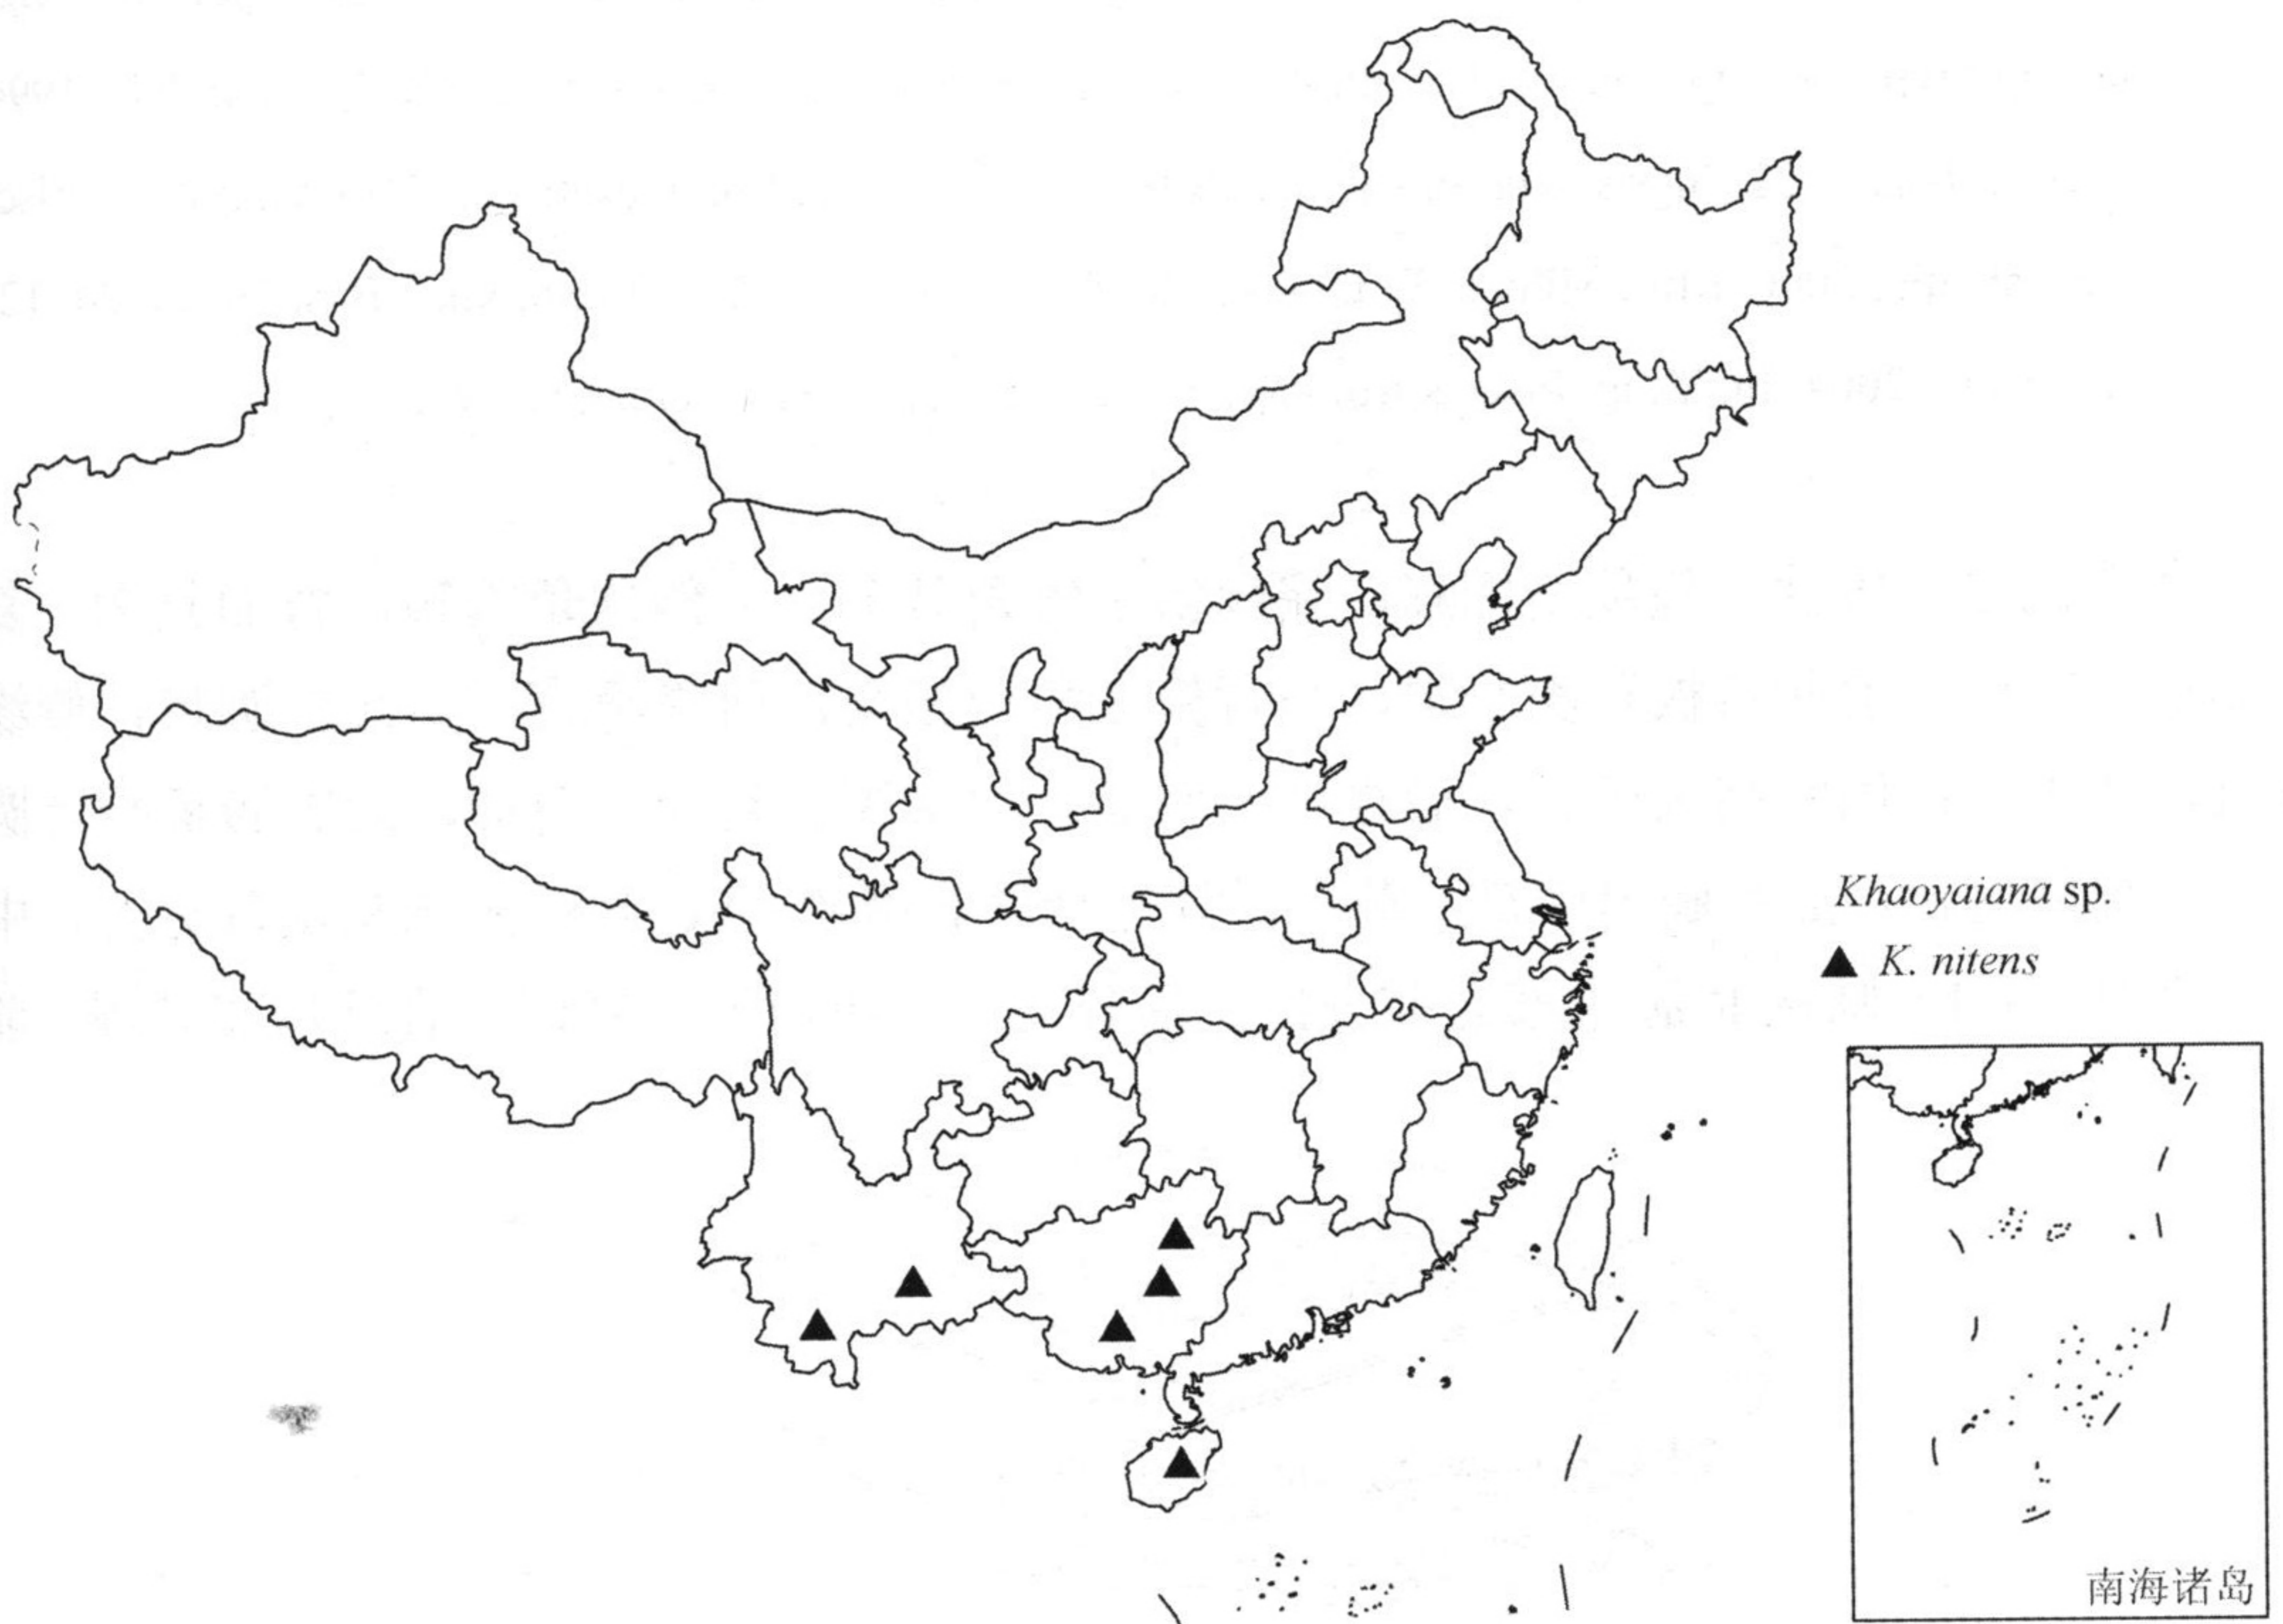 Khaoyaiana sp.
▲ K. nitens
南海诸岛